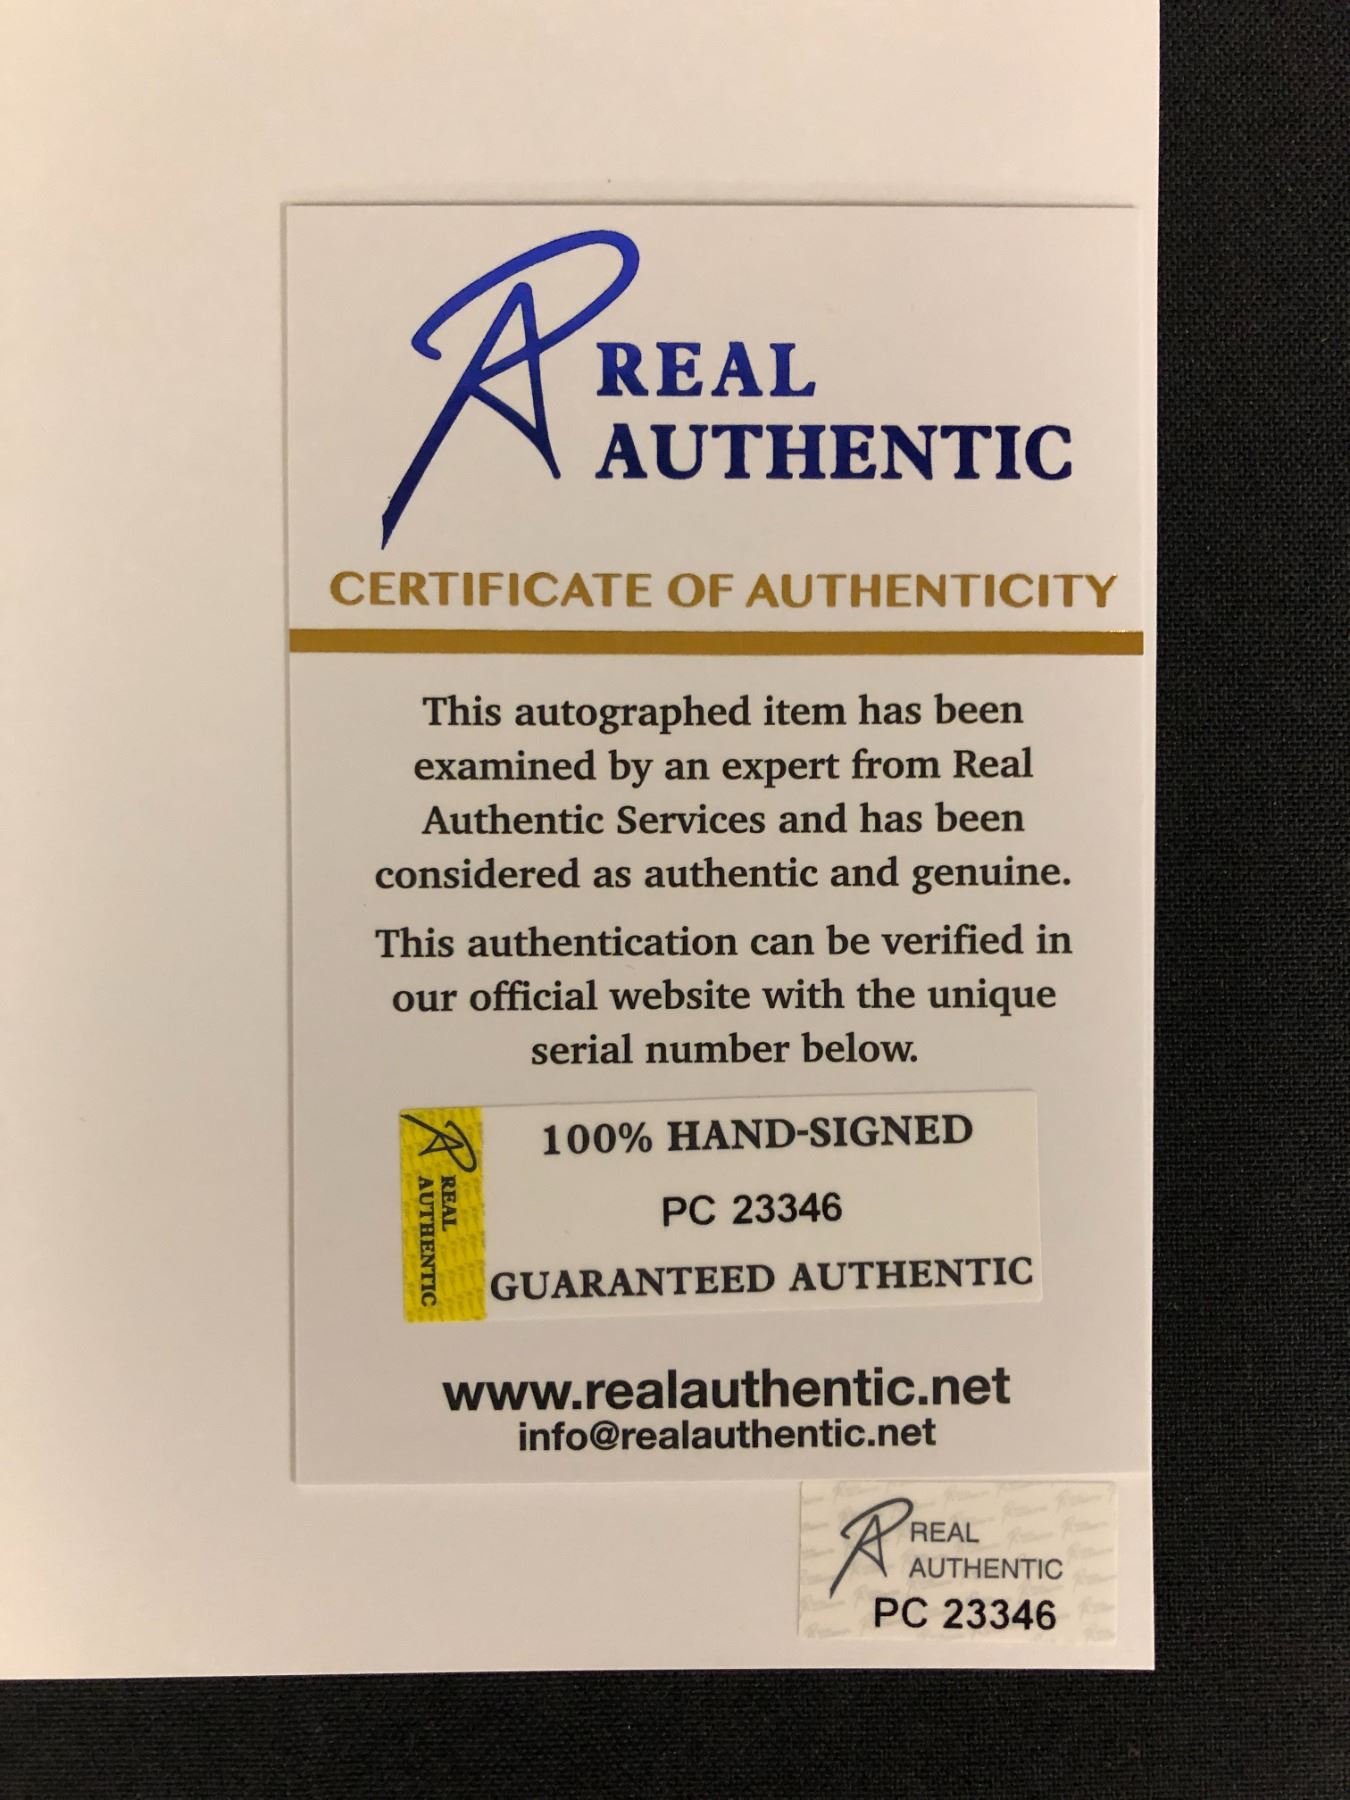 REAL
AUTHENTIC
CERTIFICATE OF AUTHENTICITY
This autographed item has been
examined by an expert from Real
Authentic Services and has been
considered as authentic and genuine.
This authentication can be verified in
our official website with the unique
serial number below.
REAL
AUTHENTIC
100% HAND-SIGNED
PC 23346
GUARANTEED AUTHENTIC
www.realauthentic.net
info@realauthentic.net
REAL
AUTHENTIC
PC 23346